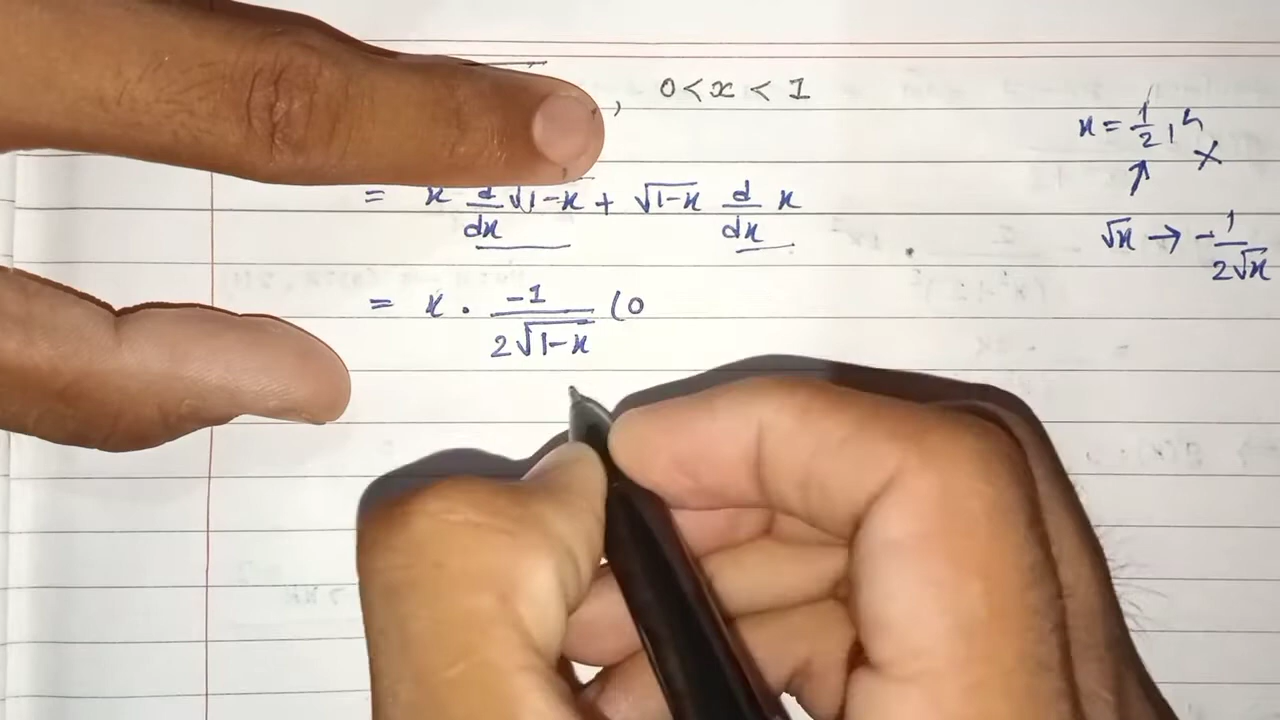 , 0 < x < 1
x = 1/2 , 4
×
↑
= x d/dx √1-x + √1-x d/dx x
√x → -1/2√x
= x · -1/2√1-x (0